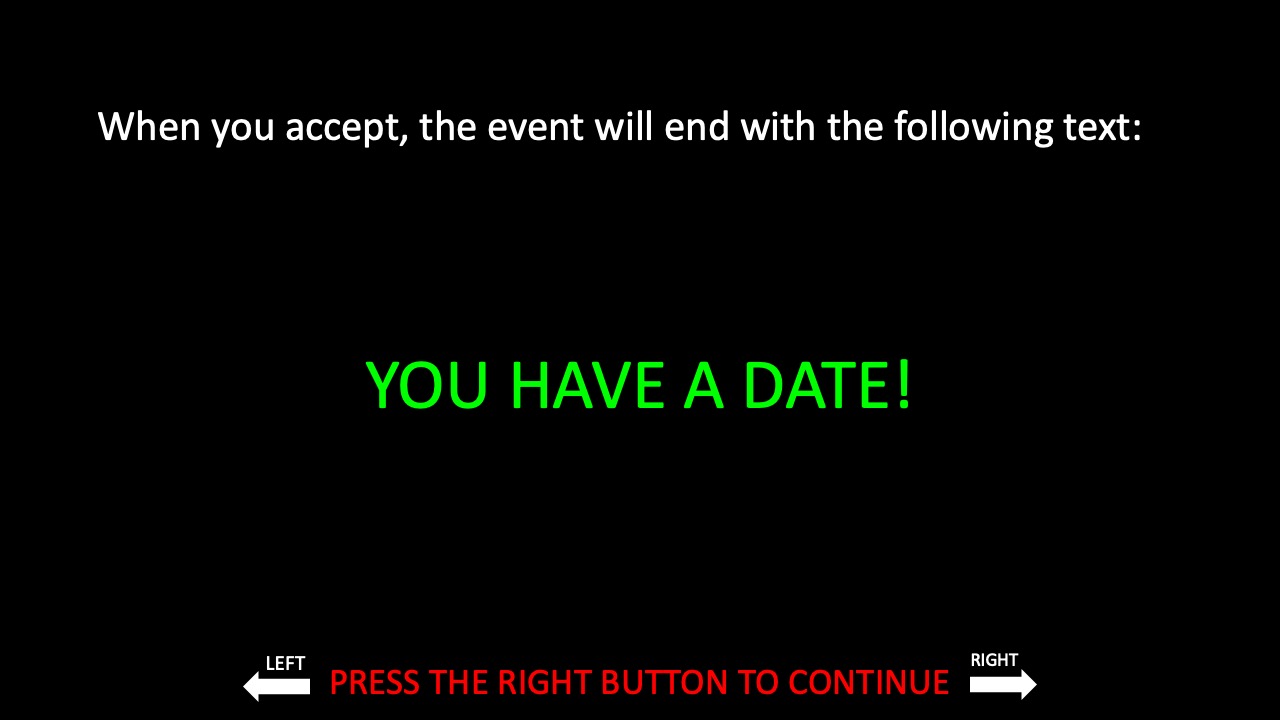 When you accept, the event will end with the following text:
YOU HAVE A DATE!
LEFT
PRESS THE RIGHT BUTTON TO CONTINUE
RIGHT